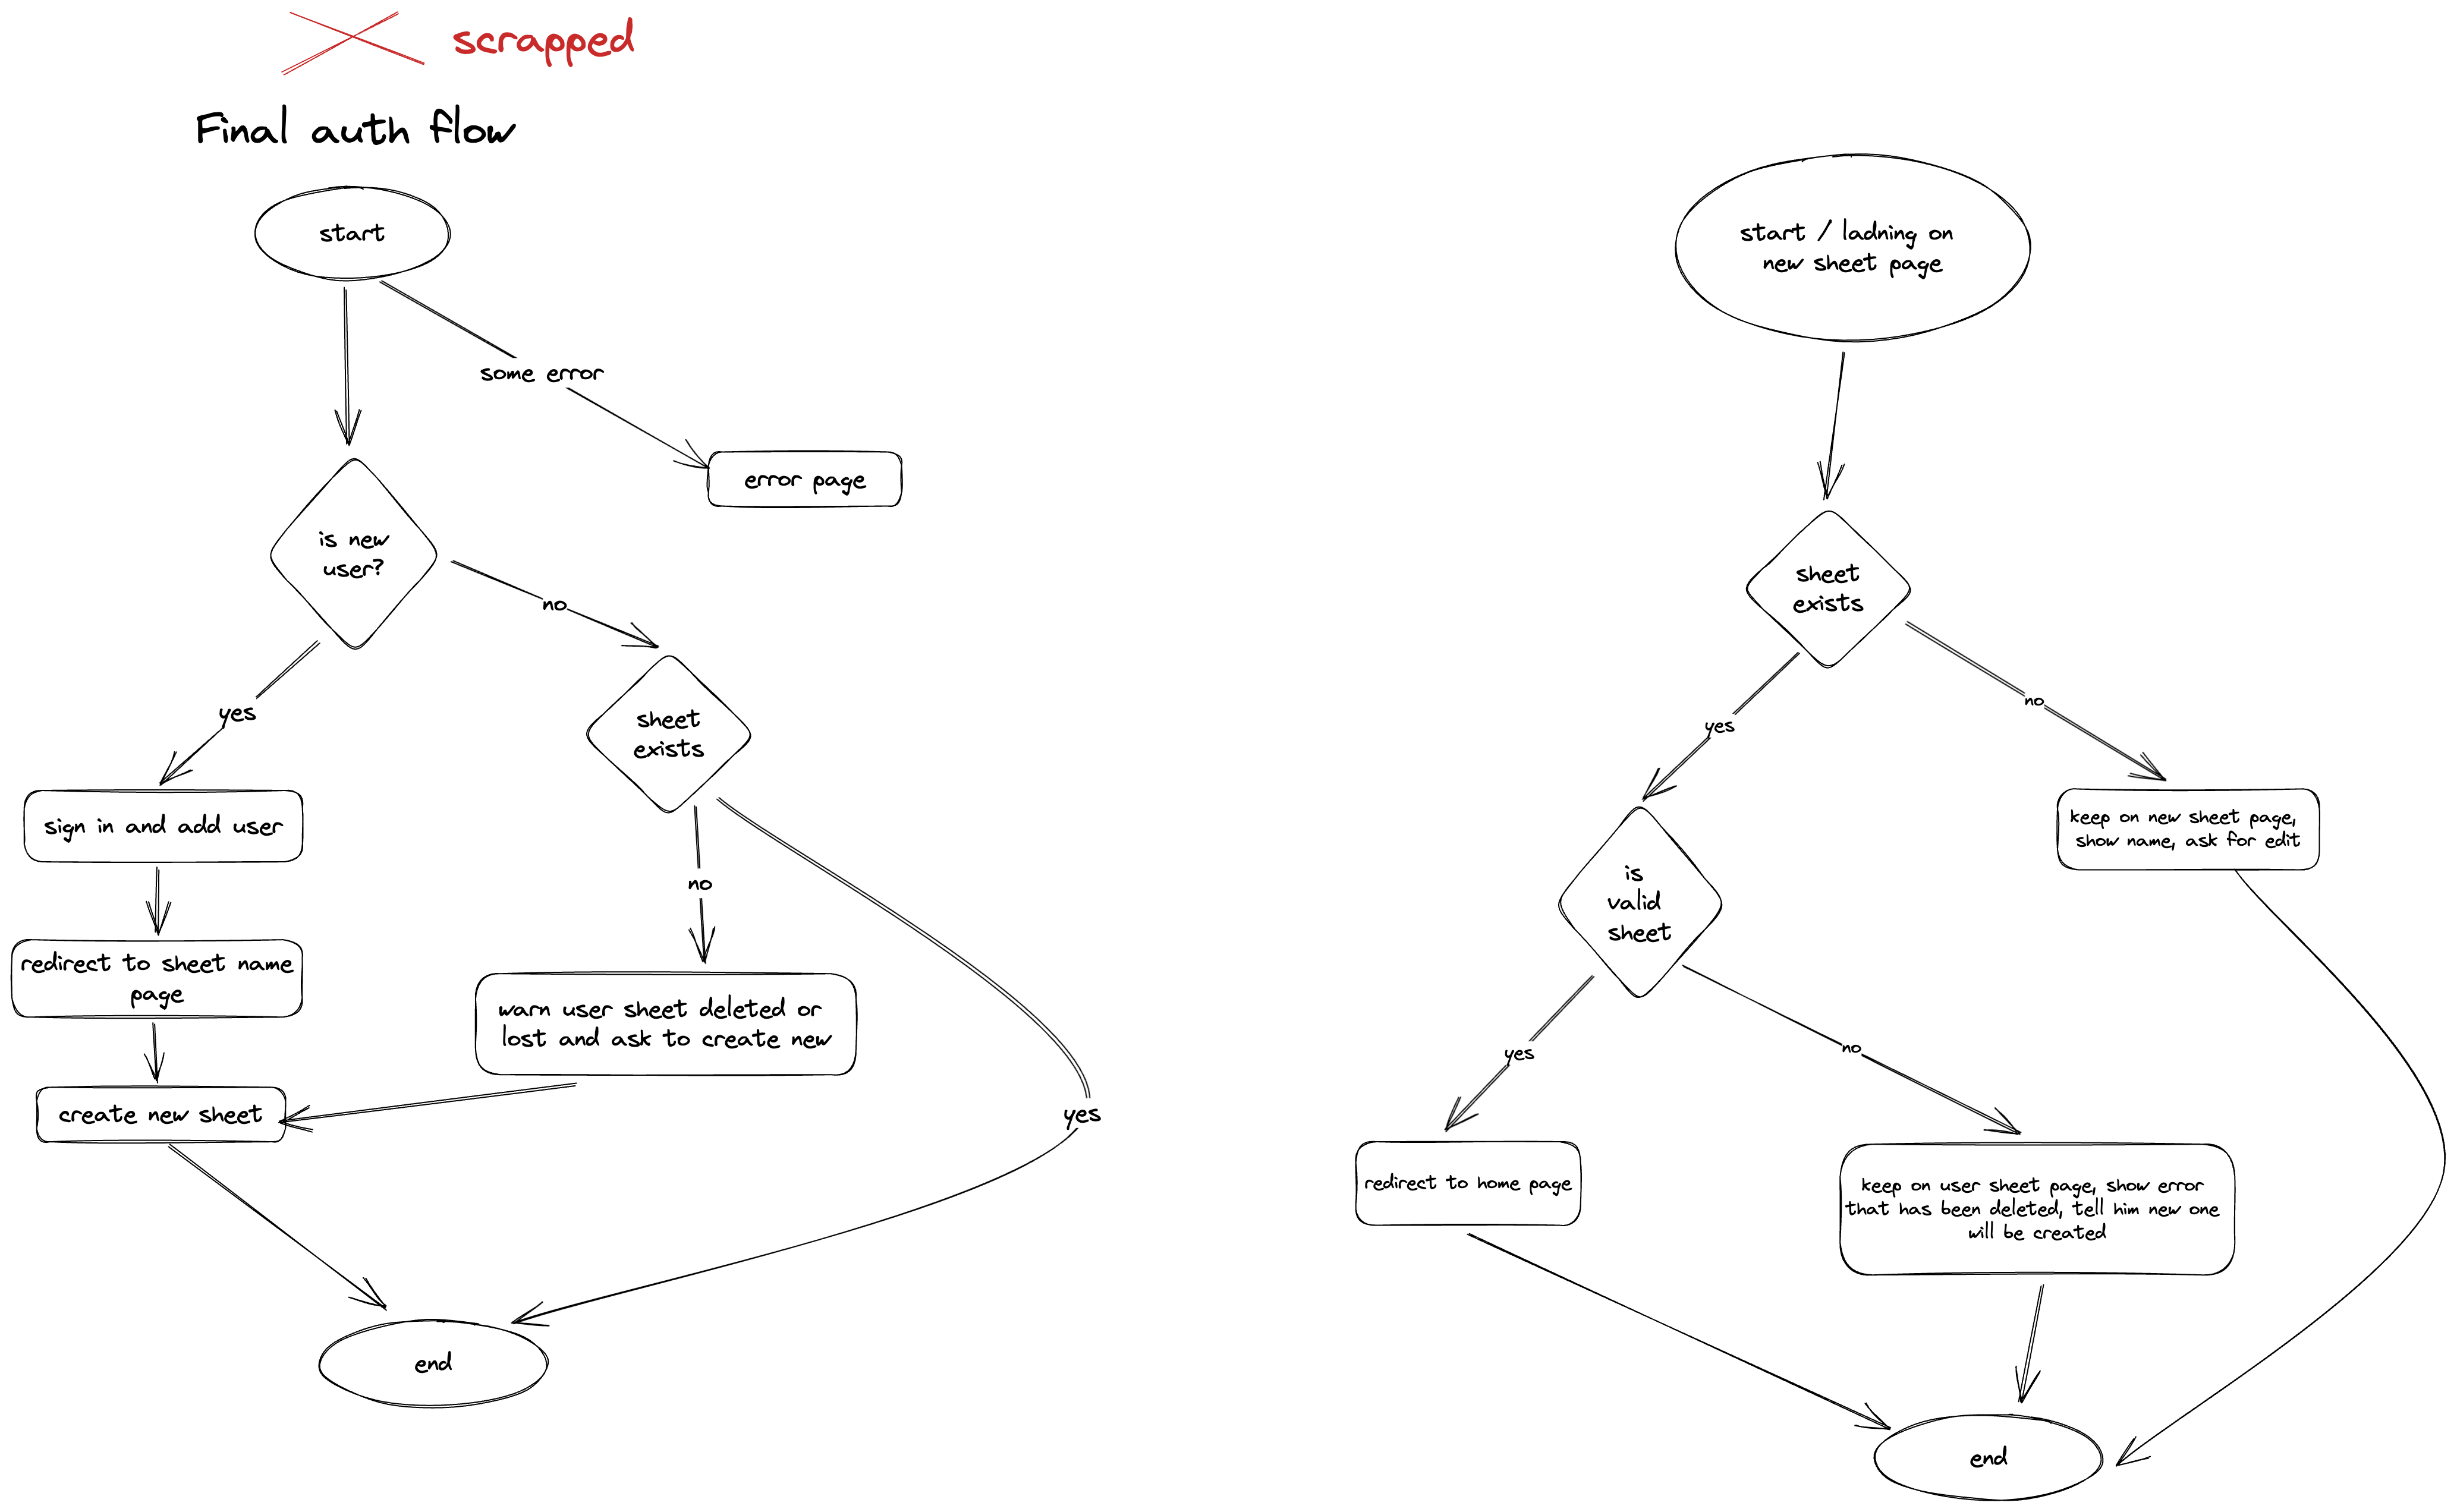 scrapped
Final auth flow
start
some error
error page
is new
user?
no
yes
sheet
exists
sign in and add user
no
redirect to sheet name
page
warn user sheet deleted or
lost and ask to create new
create new sheet
yes
end
start / ladning on
new sheet page
sheet
exists
no
yes
keep on new sheet page,
show name, ask for edit
is
valid
sheet
yes
no
redirect to home page
keep on user sheet page, show error
that has been deleted, tell him new one
will be created
end